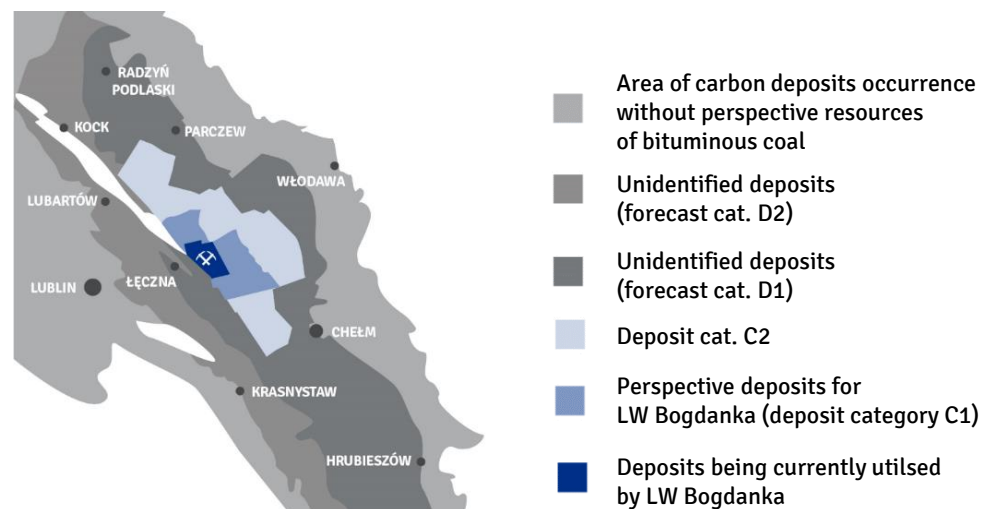 RADZYŃ
PODLASKI
KOCK
PARCZEW
WŁODAWA
LUBARTÓW
ŁĘCZNA
LUBLIN
CHEŁM
KRASNYSTAW
HRUBIESZÓW
Area of carbon deposits occurrence
without perspective resources
of bituminous coal
Unidentified deposits
(forecast cat. D2)
Unidentified deposits
(forecast cat. D1)
Deposit cat. C2
Perspective deposits for
LW Bogdanka (deposit category C1)
Deposits being currently utilsed
by LW Bogdanka